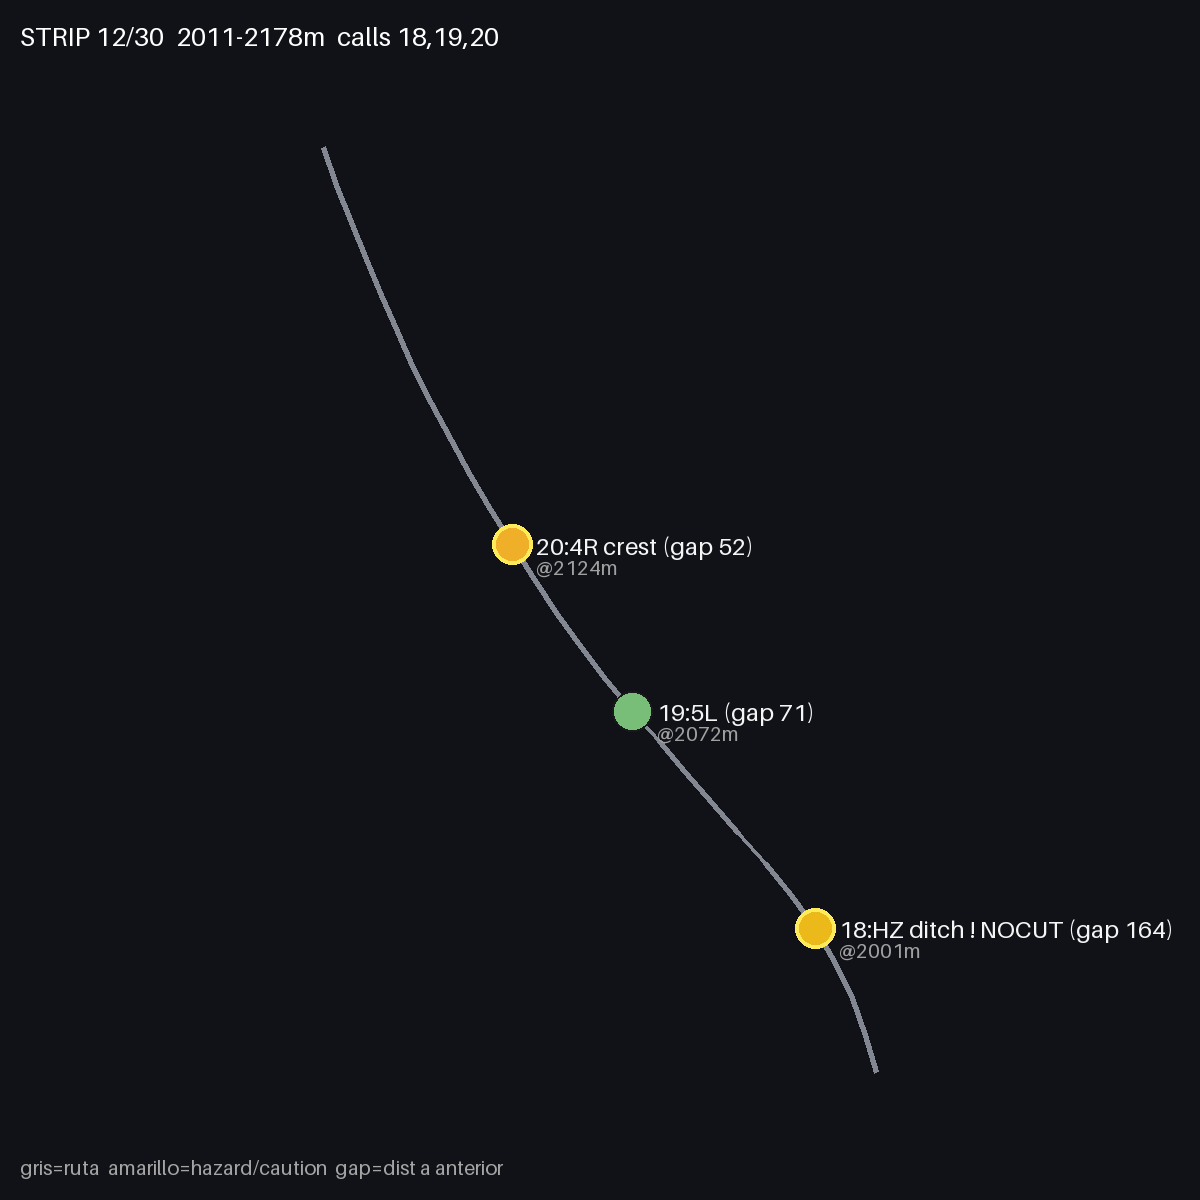 STRIP 12/30 2011-2178m calls 18,19,20
20:4R crest (gap 52)
@2124m
19:5L (gap 71)
@2072m
18:HZ ditch ! NOCUT (gap 164)
@2001m
gris=ruta amarillo=hazard/caution gap=dist a anterior